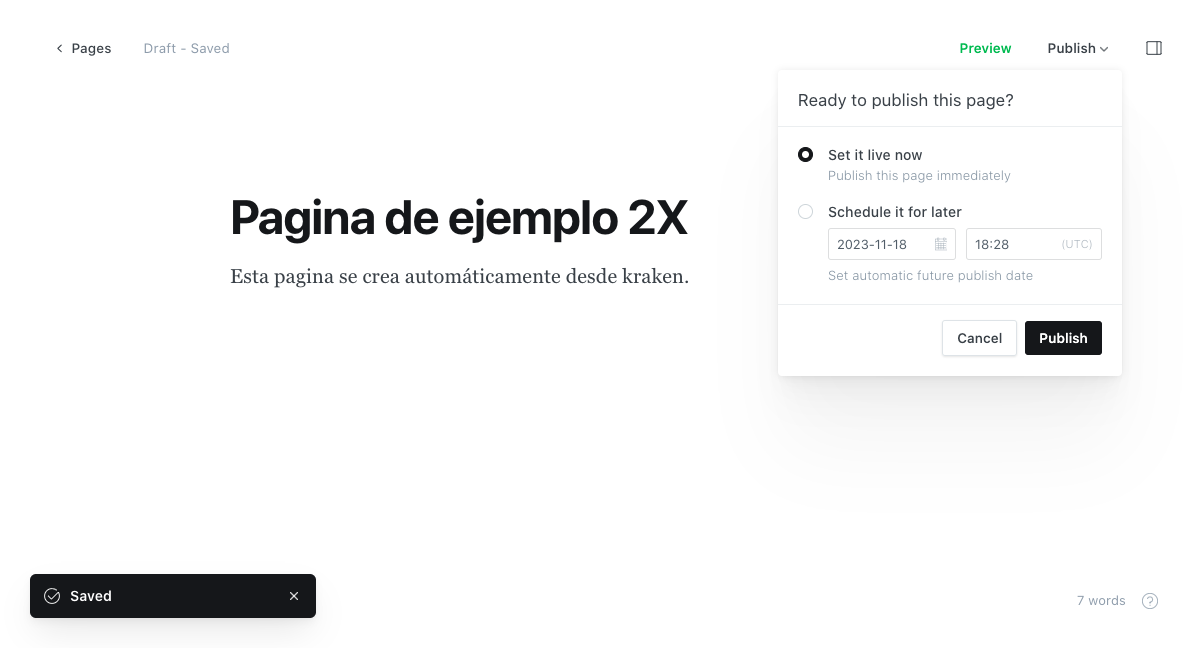 Pages
Draft - Saved
Preview
Publish
Ready to publish this page?
Set it live now
Publish this page immediately
Schedule it for later
2023-11-18
18:28
(UTC)
Set automatic future publish date
Cancel
Publish
Pagina de ejemplo 2X
Esta pagina se crea automáticamente desde kraken.
Saved
7 words
?